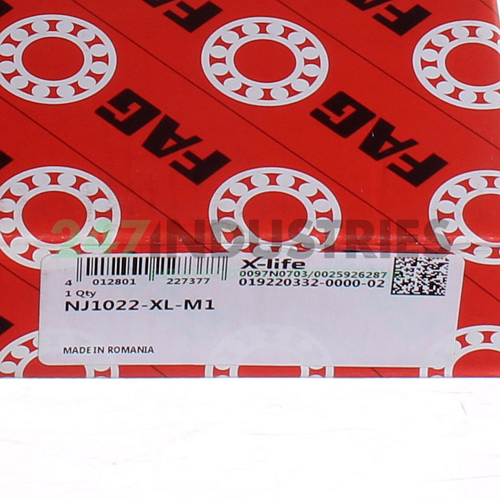 FAG
FAG
FAG
247INDUSTRIES
X-life
4 012801 227377
0097N0703/0025926287
1 Qty
019220332-0000-02
NJ1022-XL-M1
MADE IN ROMANIA